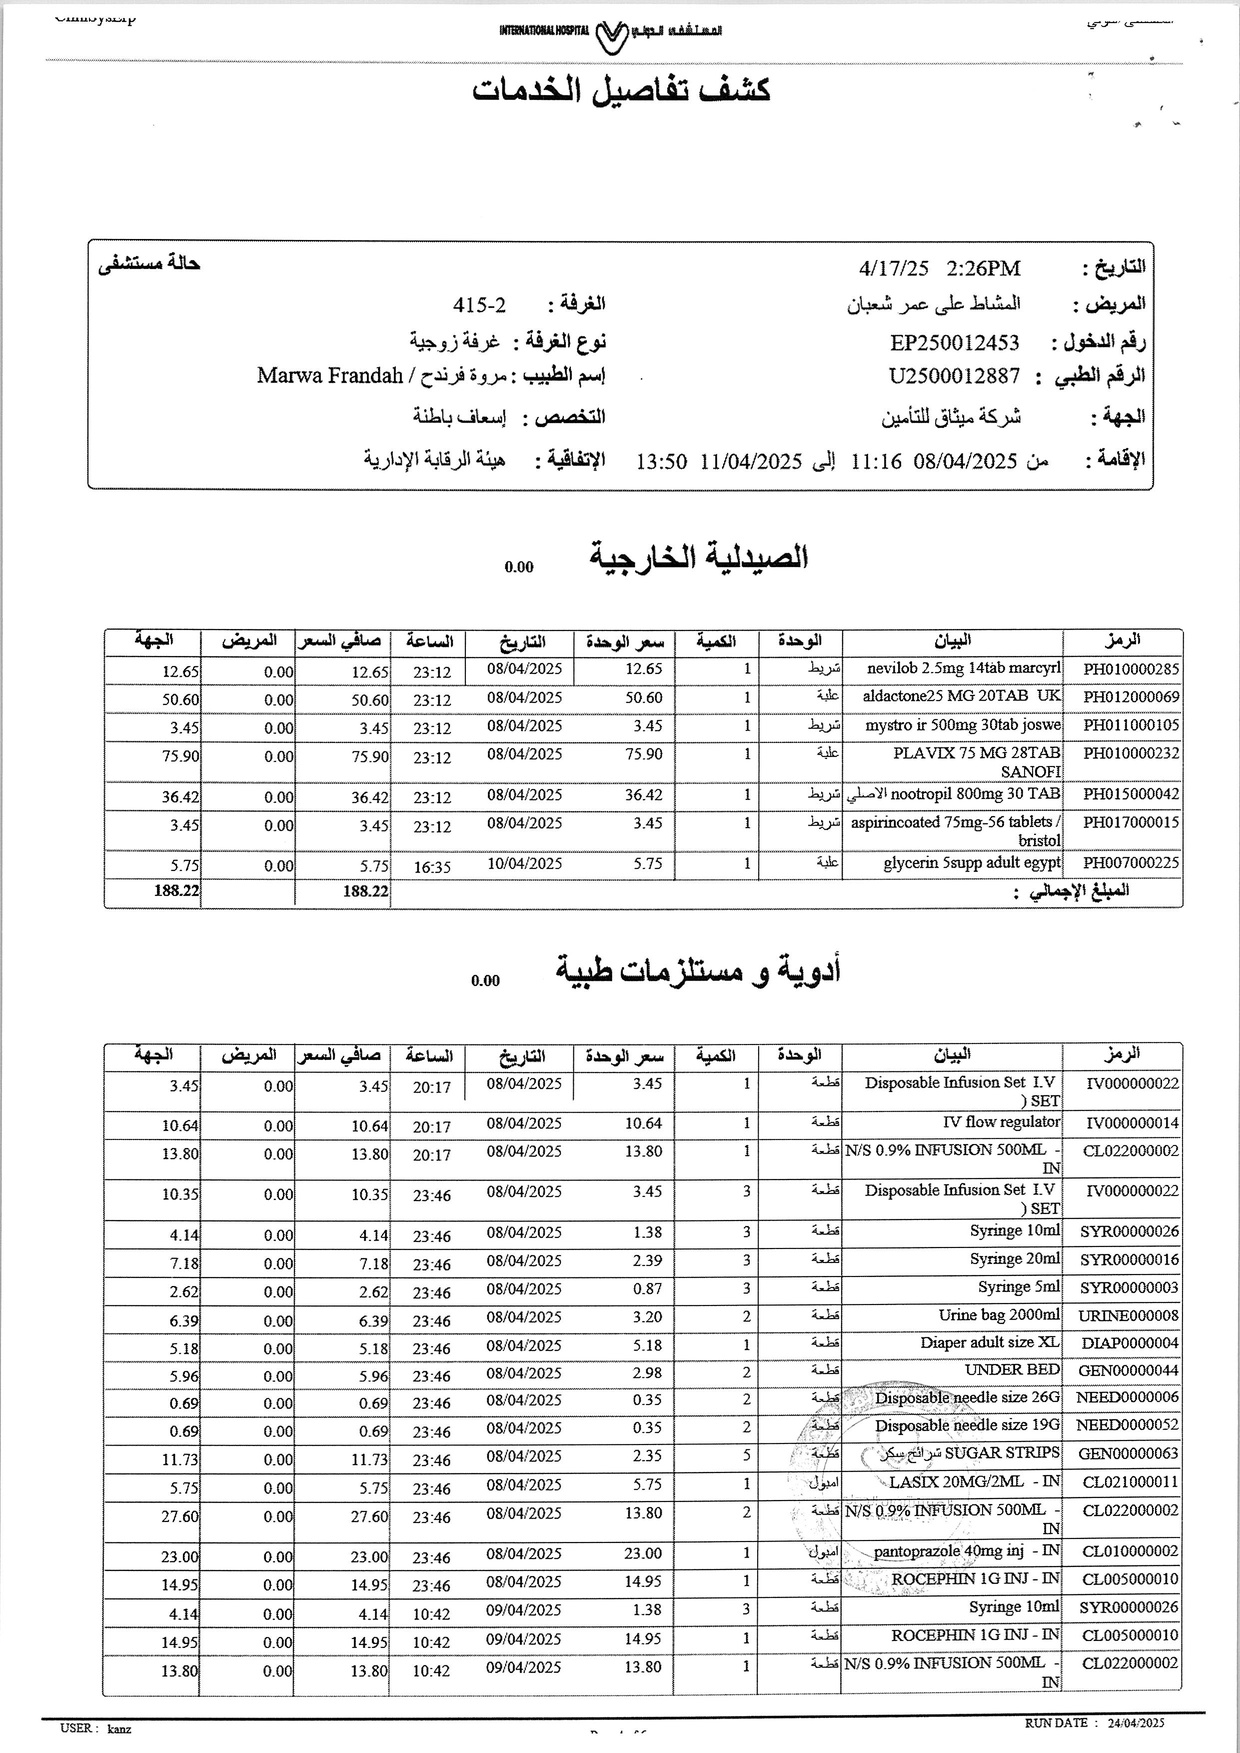 ClinisysErp
INTERNATIONAL HOSPITAL المستشفى الدولي
كشف تفاصيل الخدمات
حالة مستشفى
التاريخ : 4/17/25 2:26PM
المريض : المشاط على عمر شعبان الغرفة : 415-2
رقم الدخول : EP250012453 نوع الغرفة : غرفة زوجية
الرقم الطبي : U2500012887 إسم الطبيب : مروة فرندح / Marwa Frandah
الجهة : شركة ميثاق للتأمين التخصص : إسعاف باطنة
الإقامة : من 08/04/2025 11:16 إلى 11/04/2025 13:50 الإتفاقية : هيئة الرقابة الإدارية
الصيدلية الخارجية 0.00
الرمز البيان الوحدة الكمية سعر الوحدة التاريخ الساعة صافي السعر المريض الجهة
PH010000285 nevilob 2.5mg 14tab marcyrl شريط 1 12.65 08/04/2025 23:12 12.65 0.00 12.65
PH012000069 aldactone25 MG 20TAB UK علبة 1 50.60 08/04/2025 23:12 50.60 0.00 50.60
PH011000105 mystro ir 500mg 30tab joswe شريط 1 3.45 08/04/2025 23:12 3.45 0.00 3.45
PH010000232 PLAVIX 75 MG 28TAB علبة 1 75.90 08/04/2025 23:12 75.90 0.00 75.90
SANOFI
PH015000042 nootropil 800mg 30 TAB الاصلي شريط 1 36.42 08/04/2025 23:12 36.42 0.00 36.42
PH017000015 aspirincoated 75mg-56 tablets / شريط 1 3.45 08/04/2025 23:12 3.45 0.00 3.45
bristol
PH007000225 glycerin 5supp adult egypt علبة 1 5.75 10/04/2025 16:35 5.75 0.00 5.75
المبلغ الإجمالي : 188.22 188.22
أدوية و مستلزمات طبية 0.00
الرمز البيان الوحدة الكمية سعر الوحدة التاريخ الساعة صافي السعر المريض الجهة
IV000000022 Disposable Infusion Set I.V قطعة 1 3.45 08/04/2025 20:17 3.45 0.00 3.45
) SET
IV000000014 IV flow regulator قطعة 1 10.64 08/04/2025 20:17 10.64 0.00 10.64
CL022000002 N/S 0.9% INFUSION 500ML - قطعة 1 13.80 08/04/2025 20:17 13.80 0.00 13.80
IN
IV000000022 Disposable Infusion Set I.V قطعة 3 3.45 08/04/2025 23:46 10.35 0.00 10.35
) SET
SYR00000026 Syringe 10ml قطعة 3 1.38 08/04/2025 23:46 4.14 0.00 4.14
SYR00000016 Syringe 20ml قطعة 3 2.39 08/04/2025 23:46 7.18 0.00 7.18
SYR00000003 Syringe 5ml قطعة 3 0.87 08/04/2025 23:46 2.62 0.00 2.62
URINE000008 Urine bag 2000ml قطعة 2 3.20 08/04/2025 23:46 6.39 0.00 6.39
DIAP0000004 Diaper adult size XL قطعة 1 5.18 08/04/2025 23:46 5.18 0.00 5.18
GEN00000044 UNDER BED قطعة 2 2.98 08/04/2025 23:46 5.96 0.00 5.96
NEED0000006 Disposable needle size 26G قطعة 2 0.35 08/04/2025 23:46 0.69 0.00 0.69
NEED0000052 Disposable needle size 19G قطعة 2 0.35 08/04/2025 23:46 0.69 0.00 0.69
GEN00000063 SUGAR STRIPS شرائح سكر قطعة 5 2.35 08/04/2025 23:46 11.73 0.00 11.73
CL021000011 LASIX 20MG/2ML - IN امبول 1 5.75 08/04/2025 23:46 5.75 0.00 5.75
CL022000002 N/S 0.9% INFUSION 500ML - قطعة 2 13.80 08/04/2025 23:46 27.60 0.00 27.60
IN
CL010000002 pantoprazole 40mg inj - IN امبول 1 23.00 08/04/2025 23:46 23.00 0.00 23.00
CL005000010 ROCEPHIN 1G INJ - IN قطعة 1 14.95 08/04/2025 23:46 14.95 0.00 14.95
SYR00000026 Syringe 10ml قطعة 3 1.38 09/04/2025 10:42 4.14 0.00 4.14
CL005000010 ROCEPHIN 1G INJ - IN قطعة 1 14.95 09/04/2025 10:42 14.95 0.00 14.95
CL022000002 N/S 0.9% INFUSION 500ML - قطعة 1 13.80 09/04/2025 10:42 13.80 0.00 13.80
IN
USER : kanz RUN DATE : 24/04/2025